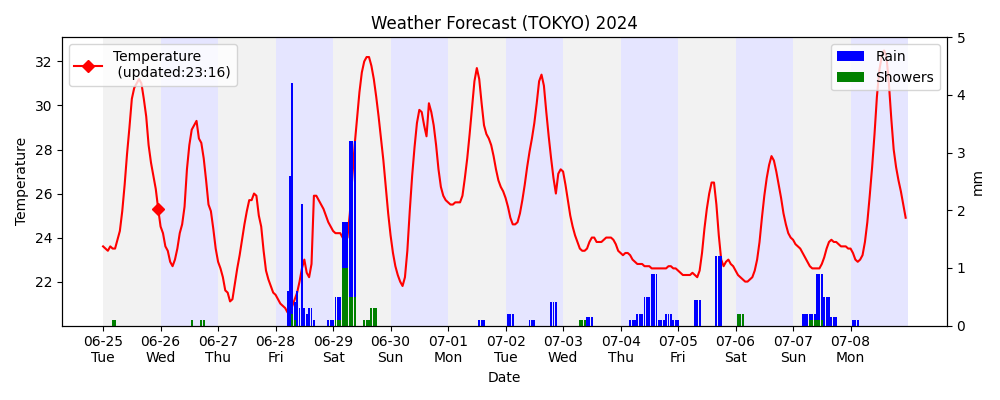 Weather Forecast (TOKYO) 2024
Temperature
(updated:23:16)
Rain
Showers
Temperature
32
30
28
26
24
22
5
4
3
2
1
0
mm
06-25 06-26 06-27 06-28 06-29 06-30 07-01 07-02 07-03 07-04 07-05 07-06 07-07 07-08
Tue Wed Thu Fri Sat Sun Mon Tue Wed Thu Fri Sat Sun Mon
Date